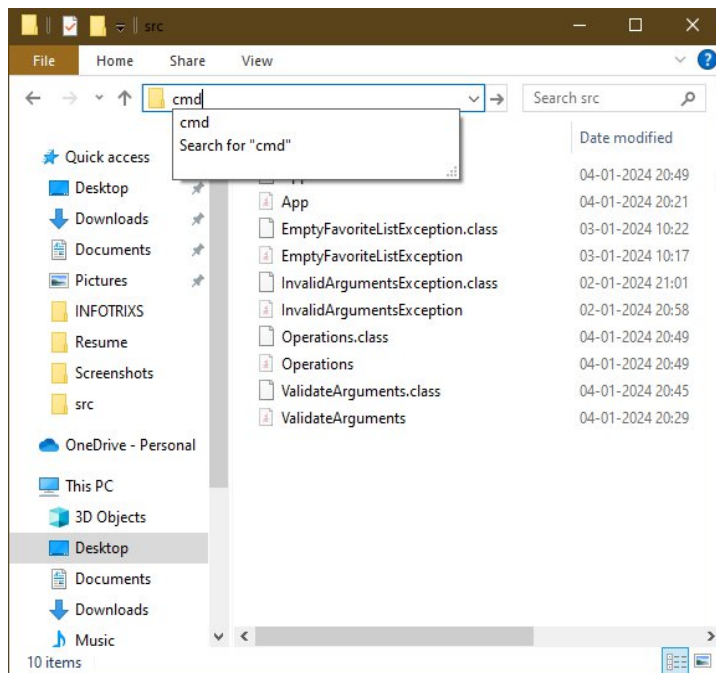 src
File Home Share View
cmd
Search src
cmd
Search for "cmd"
Date modified
Quick access
Desktop
Downloads
Documents
Pictures
INFOTRIXS
Resume
Screenshots
src
OneDrive - Personal
This PC
3D Objects
Desktop
Documents
Downloads
Music
04-01-2024 20:49
App 04-01-2024 20:21
EmptyFavoriteListException.class 03-01-2024 10:22
EmptyFavoriteListException 03-01-2024 10:17
InvalidArgumentsException.class 02-01-2024 21:01
InvalidArgumentsException 02-01-2024 20:58
Operations.class 04-01-2024 20:49
Operations 04-01-2024 20:49
ValidateArguments.class 04-01-2024 20:45
ValidateArguments 04-01-2024 20:29
10 items